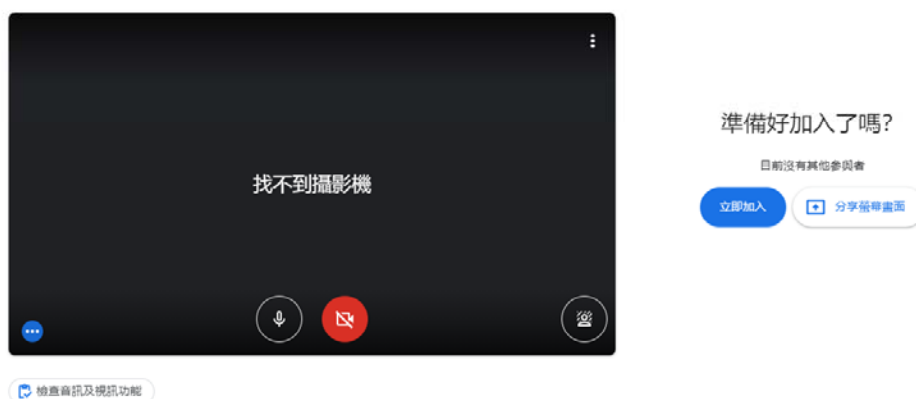 找不到攝影機
檢查音訊及視訊功能
準備好加入了嗎?
目前沒有其他參與者
立即加入
分享螢幕畫面